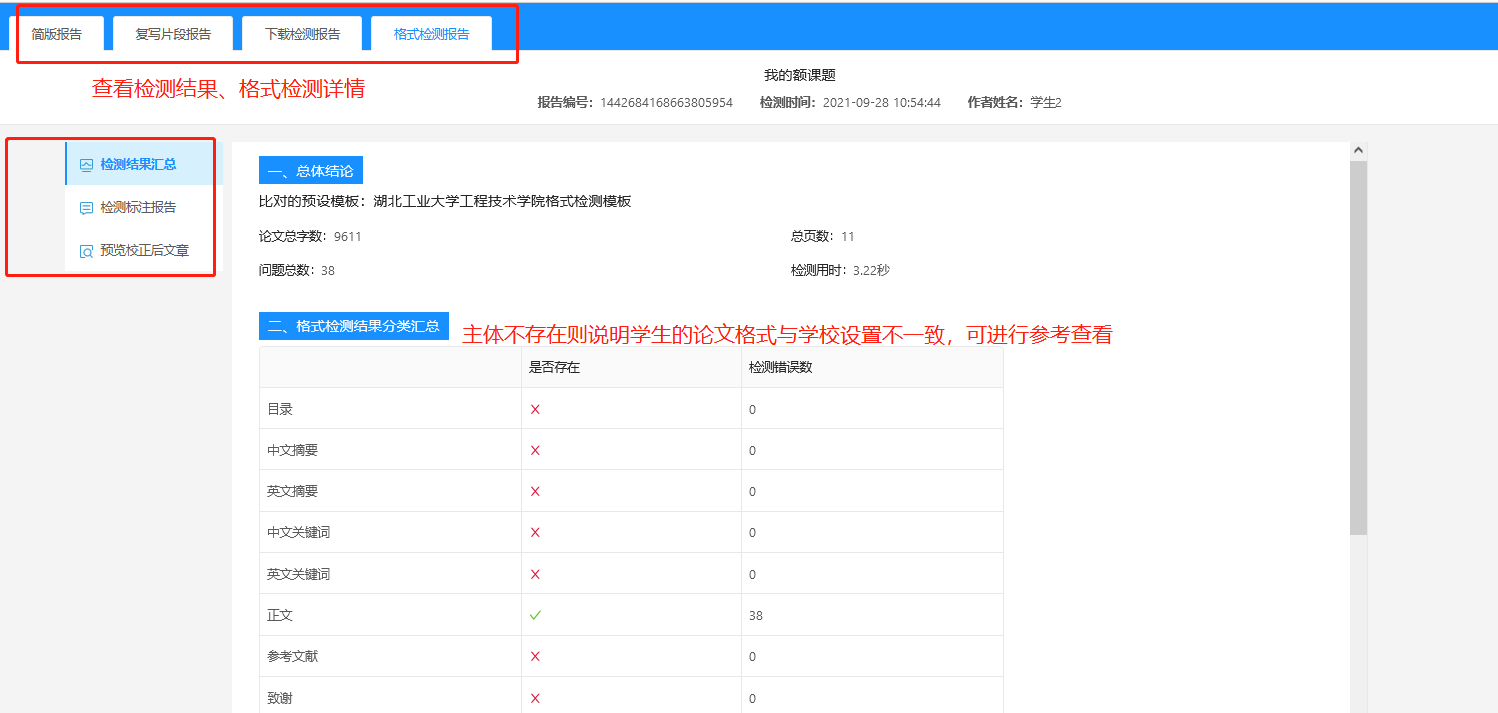 简版报告 复写片段报告 下载检测报告 格式检测报告
查看检测结果、格式检测详情
我的额课题
报告编号：1442684168663805954 检测时间：2021-09-28 10:54:44 作者姓名：学生2
检测结果汇总
检测标注报告
预览校正后文章
一、总体结论
比对的预设模板：湖北工业大学工程技术学院格式检测模板
论文总字数：9611 总页数：11
问题总数：38 检测用时：3.22秒
二、格式检测结果分类汇总
主体不存在则说明学生的论文格式与学校设置不一致，可进行参考查看
是否存在 检测错误数
目录 X 0
中文摘要 X 0
英文摘要 X 0
中文关键词 X 0
英文关键词 X 0
正文 ✓ 38
参考文献 X 0
致谢 X 0